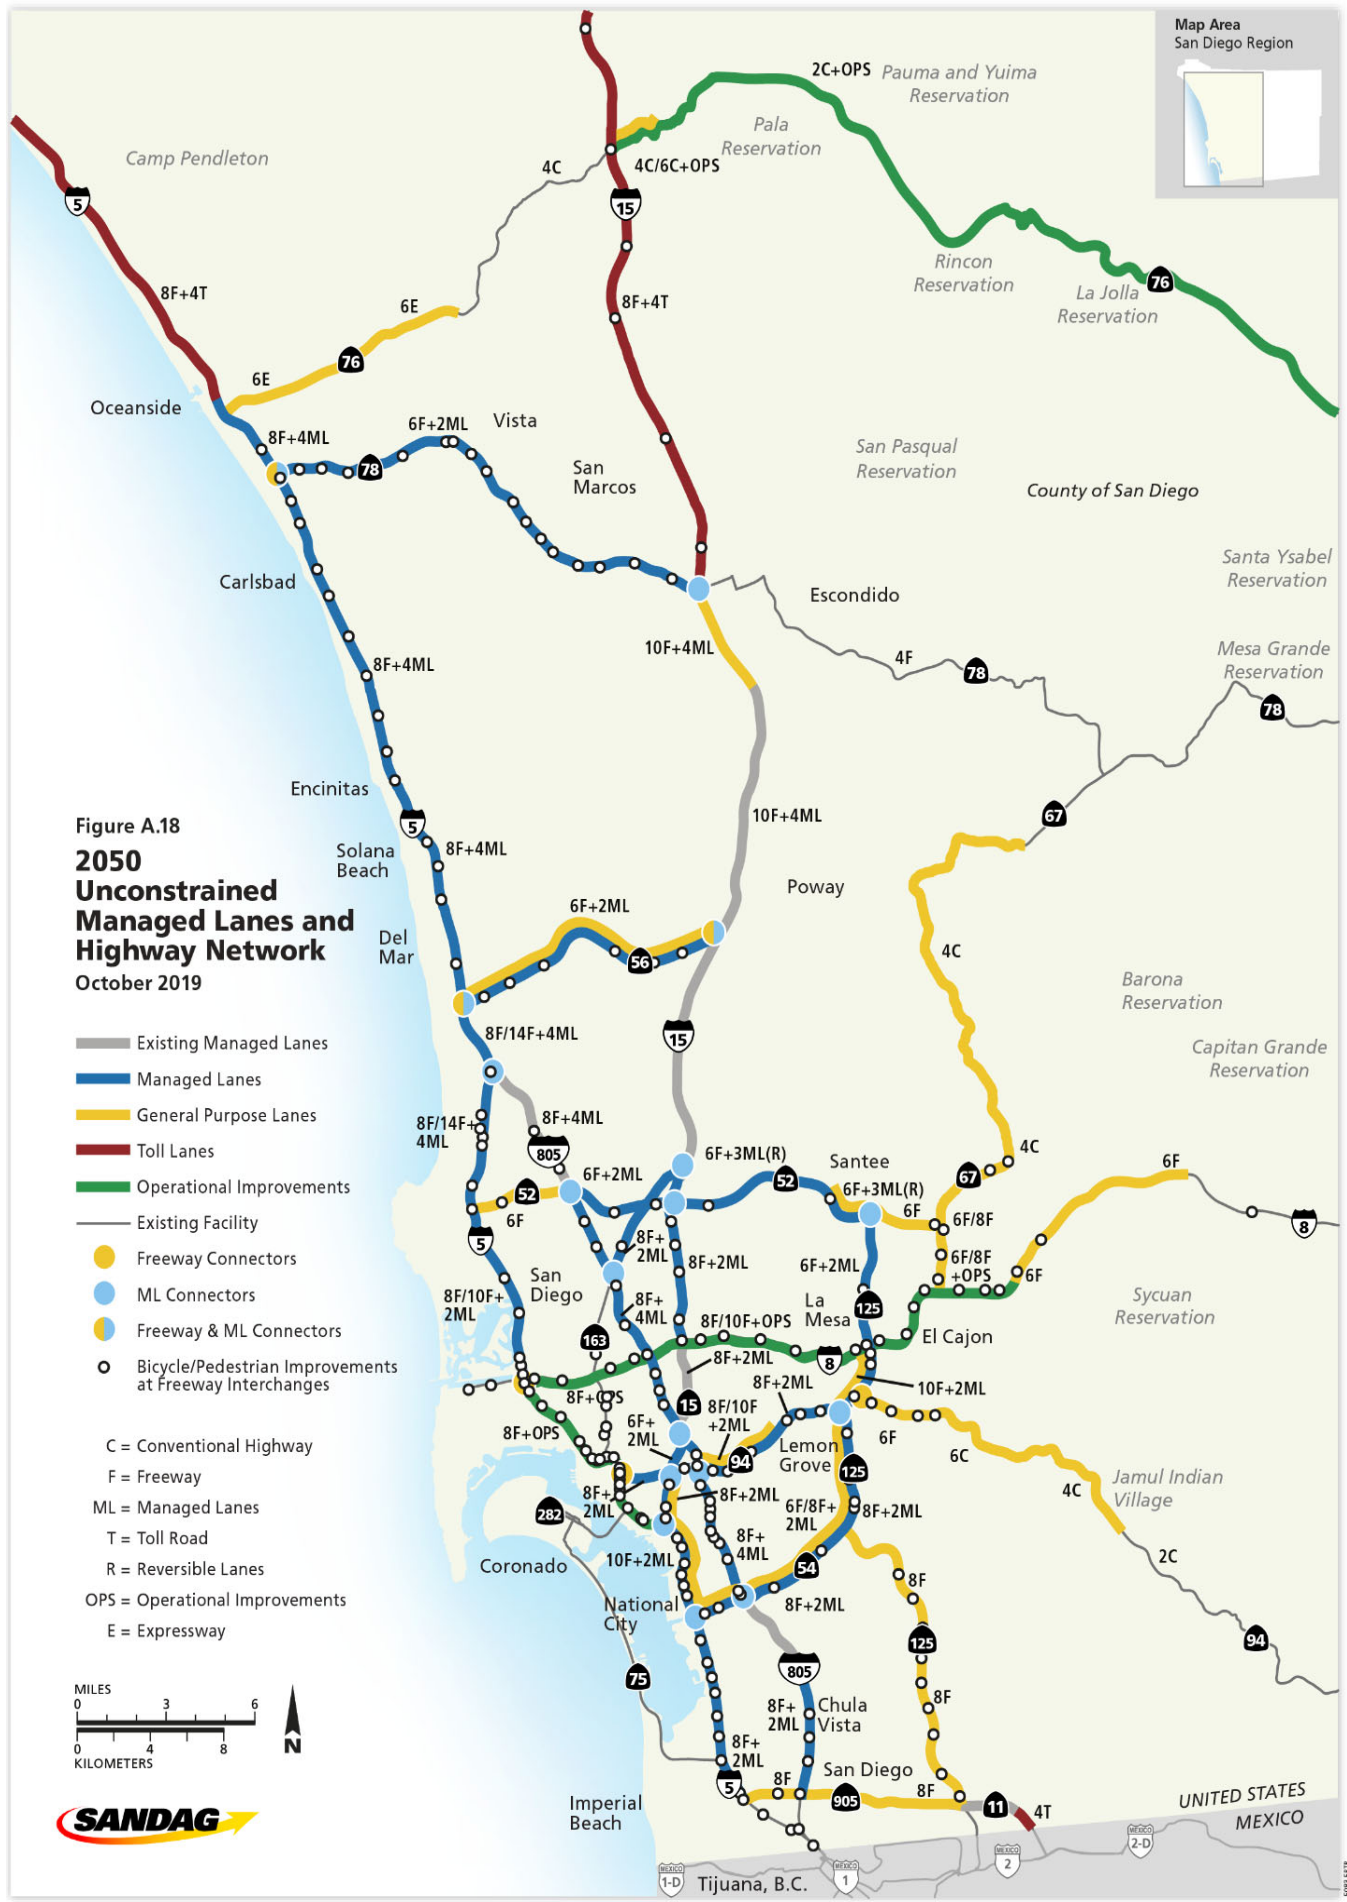 Map Area
San Diego Region
2C+OPS
Pauma and Yuima
Reservation
Pala
Reservation
Camp Pendleton
4C
4C/6C+OPS
5
15
Rincon
Reservation
76
La Jolla
Reservation
8F+4T
8F+4T
6E
76
6E
Oceanside
8F+4ML
6F+2ML
Vista
78
San
Marcos
San Pasqual
Reservation
County of San Diego
Santa Ysabel
Reservation
Carlsbad
Escondido
10F+4ML
4F
78
Mesa Grande
Reservation
78
8F+4ML
Encinitas
5
10F+4ML
67
Figure A.18
2050
Unconstrained
Managed Lanes and
Highway Network
October 2019
Solana
Beach
8F+4ML
Poway
6F+2ML
Del
Mar
56
4C
Barona
Reservation
8F/14F+4ML
15
Capitan Grande
Reservation
Existing Managed Lanes
Managed Lanes
General Purpose Lanes
Toll Lanes
Operational Improvements
Existing Facility
Freeway Connectors
ML Connectors
Freeway & ML Connectors
Bicycle/Pedestrian Improvements
at Freeway Interchanges
8F/14F+
4ML
8F+4ML
805
6F+3ML(R)
Santee
4C
6F
6F+2ML
52
52
6F+3ML(R)
67
6F
6F
6F/8F
8
5
8F+
2ML
8F+2ML
6F+2ML
6F/8F
+OPS
6F
San
Diego
8F/10F+
2ML
8F+
4ML
La
Mesa
125
Sycuan
Reservation
163
8F/10F+OPS
El Cajon
8F+2ML
8
8F+2ML
10F+2ML
8F+OPS
15
8F/10F
+2ML
8F+OPS
6F+
2ML
Lemon
Grove
6F
6C
94
125
4C
Jamul Indian
Village
8F+
2ML
8F+2ML
6F/8F+
2ML
8F+2ML
282
8F+
4ML
2C
Coronado
10F+2ML
54
8F
National
City
8F+2ML
125
94
75
805
8F
8F+
2ML
Chula
Vista
8F+
2ML
San Diego
5
8F
905
8F
11
4T
Imperial
Beach
UNITED STATES
MEXICO
MEXICO
1-D
Tijuana, B.C.
MEXICO
1
MEXICO
2
MEXICO
2-D
C = Conventional Highway
F = Freeway
ML = Managed Lanes
T = Toll Road
R = Reversible Lanes
OPS = Operational Improvements
E = Expressway
MILES
0 3 6
0 4 8
KILOMETERS
N
SANDAG